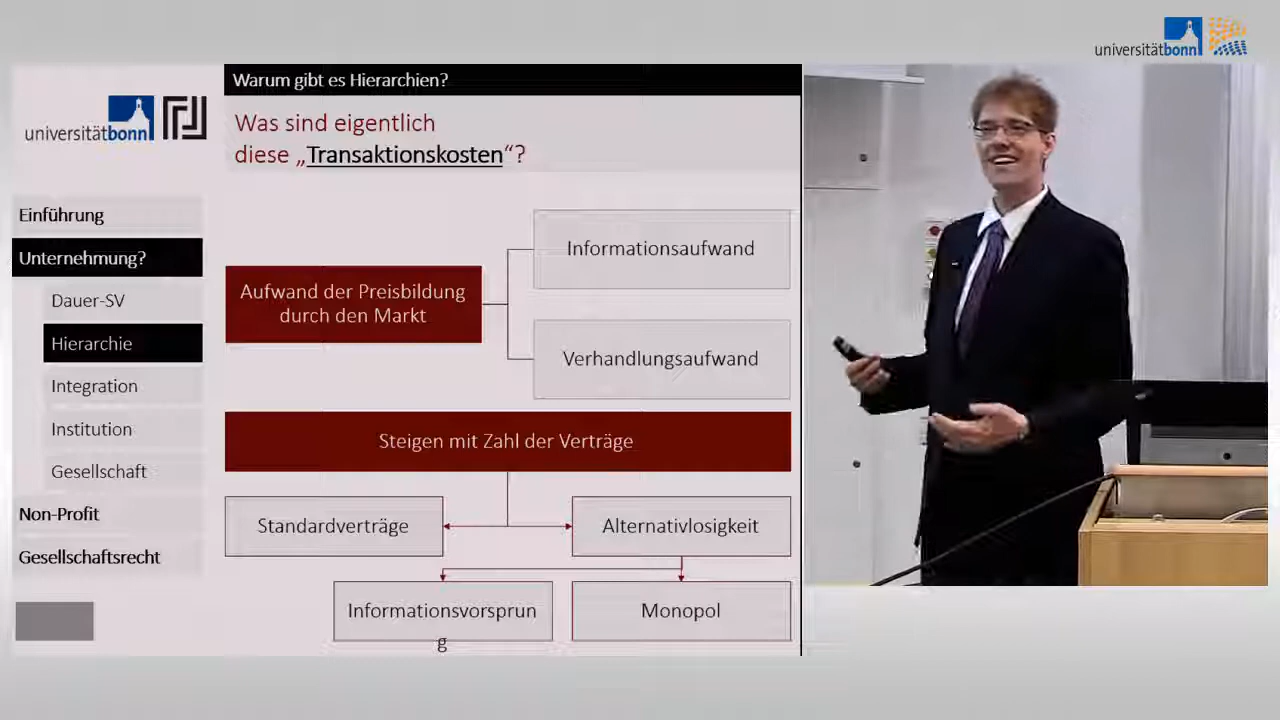 universitätbonn
Warum gibt es Hierarchien?
universitätbonn
Was sind eigentlich
diese „Transaktionskosten“?
Einführung
Unternehmung?
Dauer-SV
Hierarchie
Integration
Institution
Gesellschaft
Non-Profit
Gesellschaftsrecht
Aufwand der Preisbildung
durch den Markt
Informationsaufwand
Verhandlungsaufwand
Steigen mit Zahl der Verträge
Standardverträge
Alternativlosigkeit
Informationsvorsprun
g
Monopol